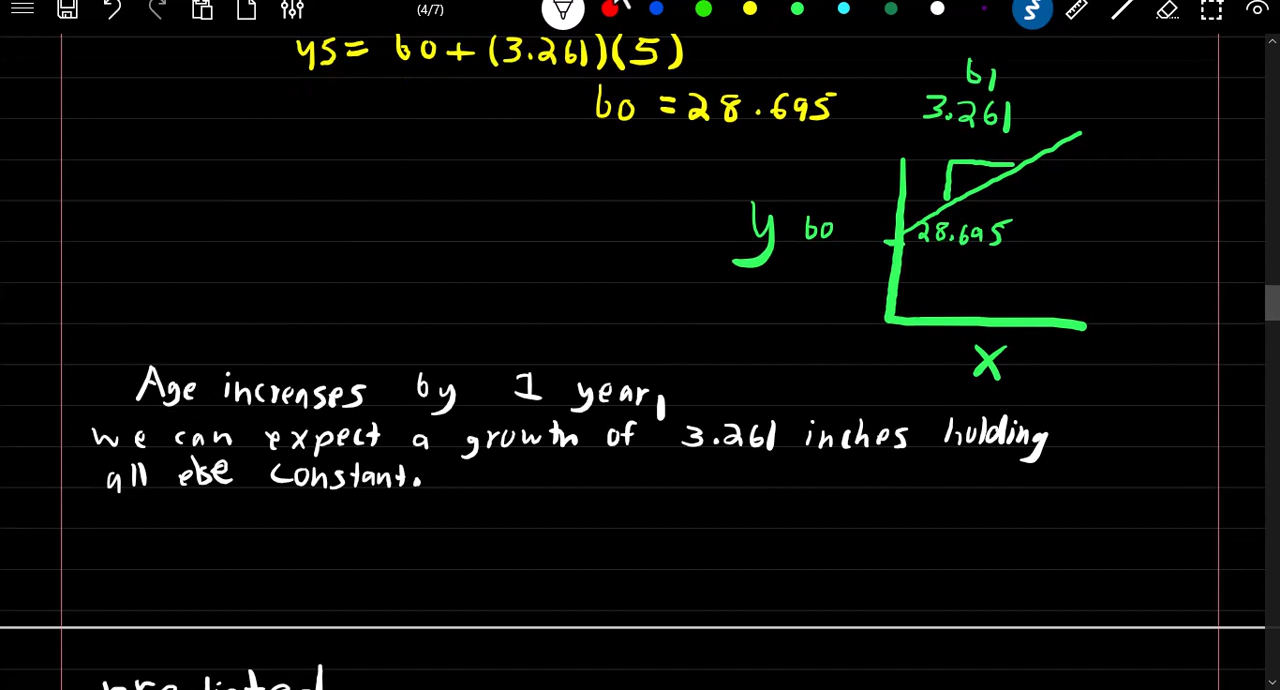 (4/7)
y5 = b0 + (3.261)(5)
b0 = 28.695
b1
3.261
y b0 28.695
x
Age increases by 1 year,
we can expect a growth of 3.261 inches holding
all else constant.